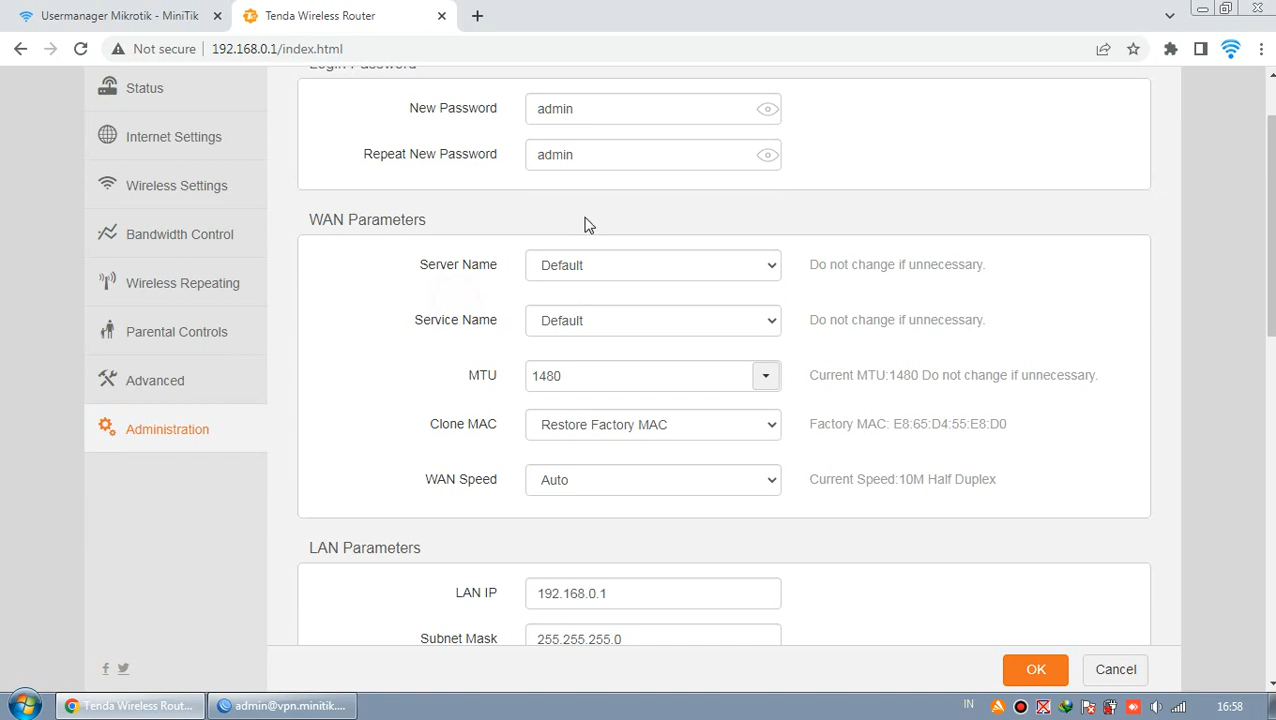 Usermanager Mikrotik - MiniTik
Tenda Wireless Router
Not secure
192.168.0.1/index.html
Login Password
Status
New Password
admin
Internet Settings
Repeat New Password
admin
Wireless Settings
WAN Parameters
Bandwidth Control
Server Name
Default
Do not change if unnecessary.
Wireless Repeating
Service Name
Default
Do not change if unnecessary.
Parental Controls
MTU
1480
Current MTU:1480 Do not change if unnecessary.
Advanced
Clone MAC
Restore Factory MAC
Factory MAC: E8:65:D4:55:E8:D0
Administration
WAN Speed
Auto
Current Speed:10M Half Duplex
LAN Parameters
LAN IP
192.168.0.1
Subnet Mask
255.255.255.0
OK
Cancel
Tenda Wireless Rout...
admin@vpn.minitik....
IN
16:58